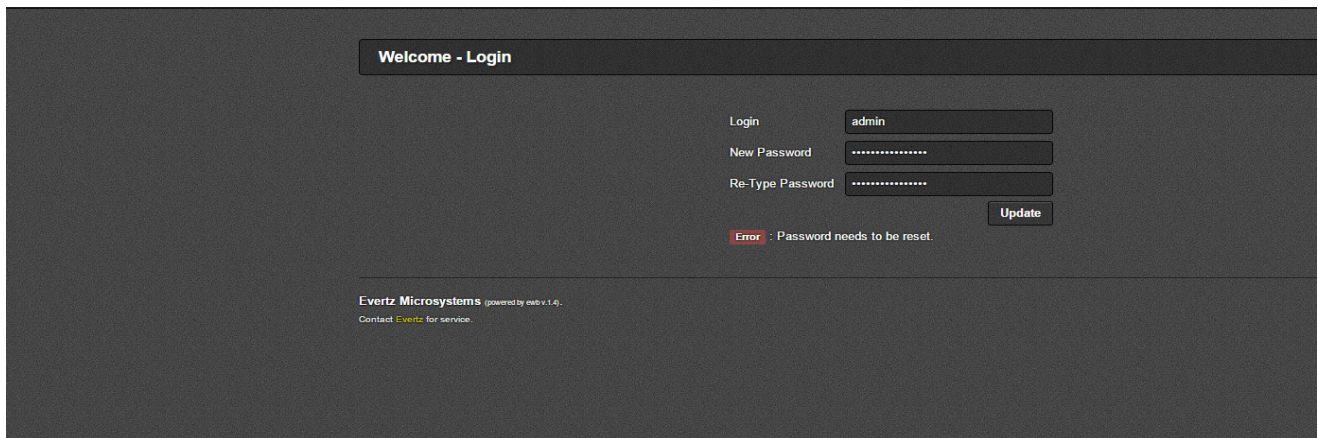 Welcome - Login
Login admin
New Password ••••••••••••••••
Re-Type Password ••••••••••••••••
Update
Error : Password needs to be reset.
Evertz Microsystems (powered by ewb v.1.4).
Contact Evertz for service.